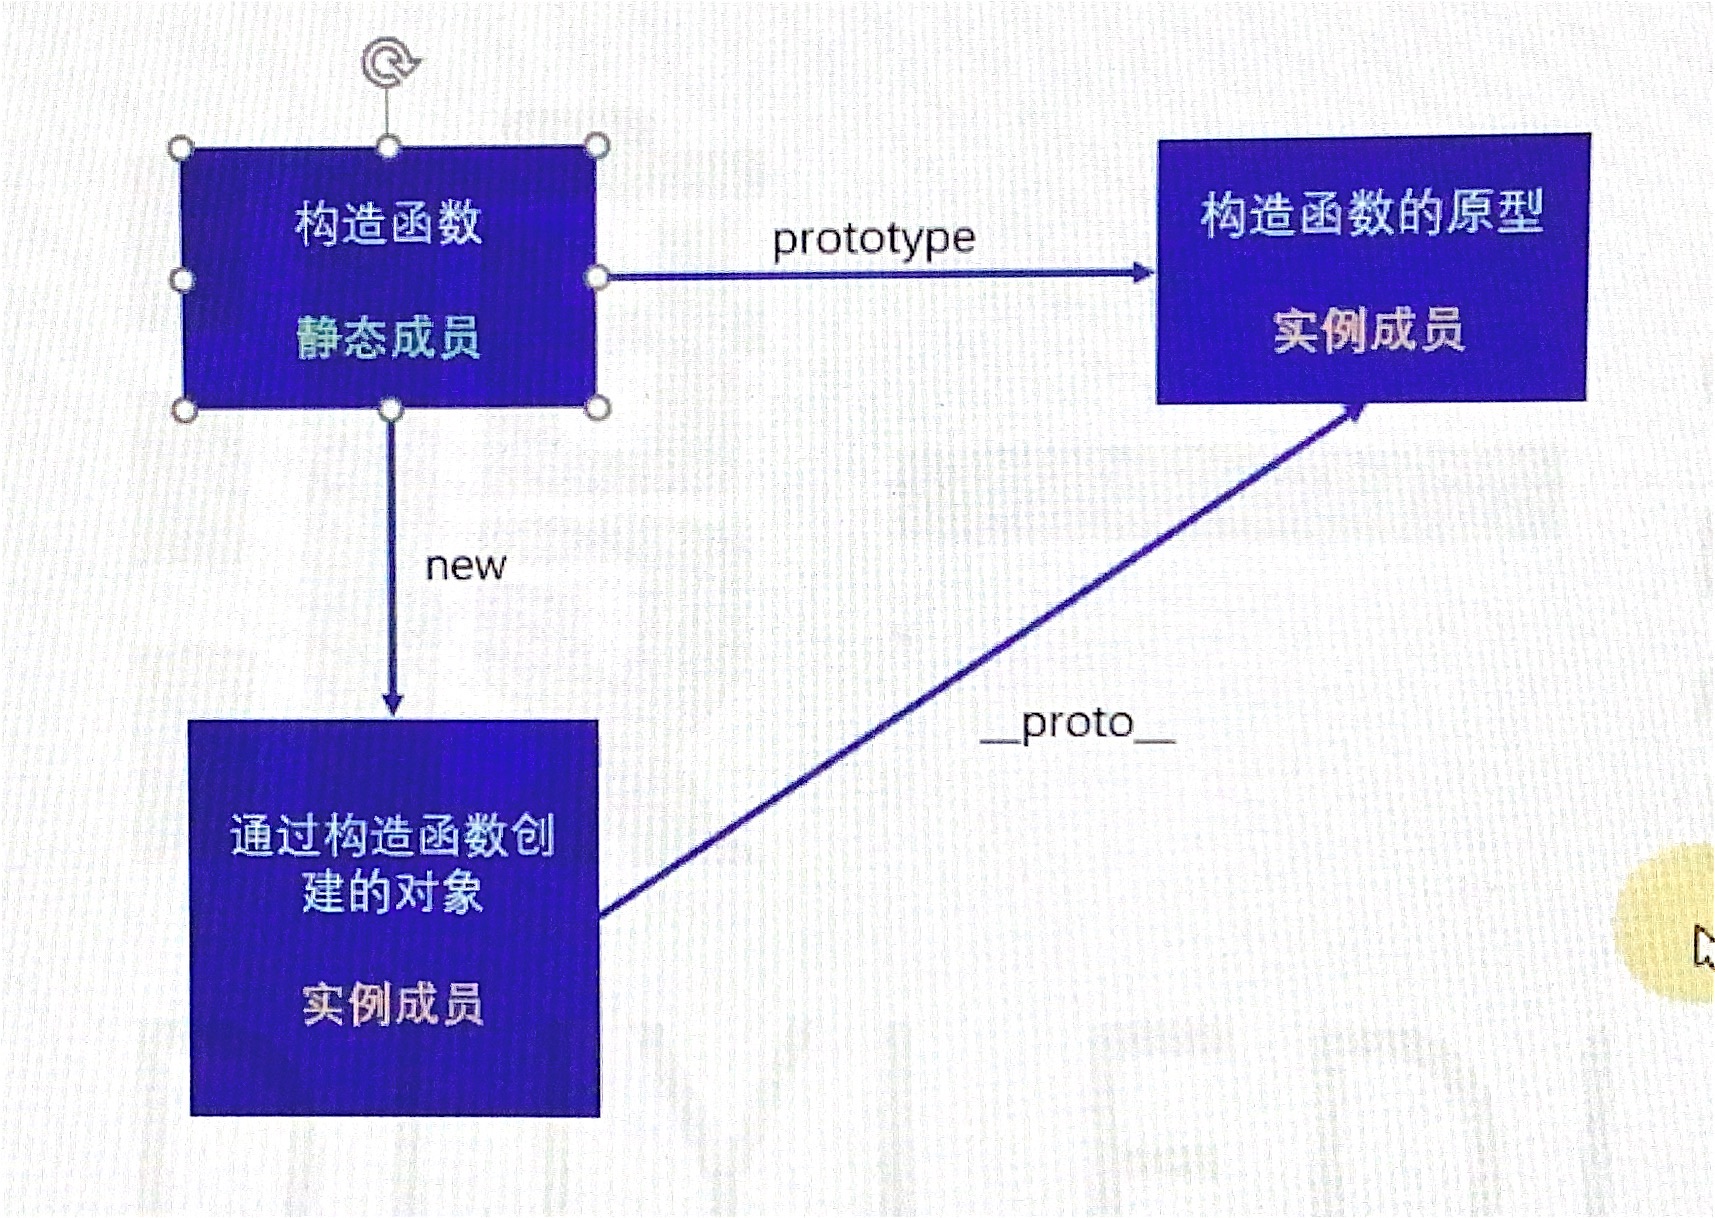 构造函数
静态成员
prototype
构造函数的原型
实例成员
new
__proto__
通过构造函数创
建的对象
实例成员